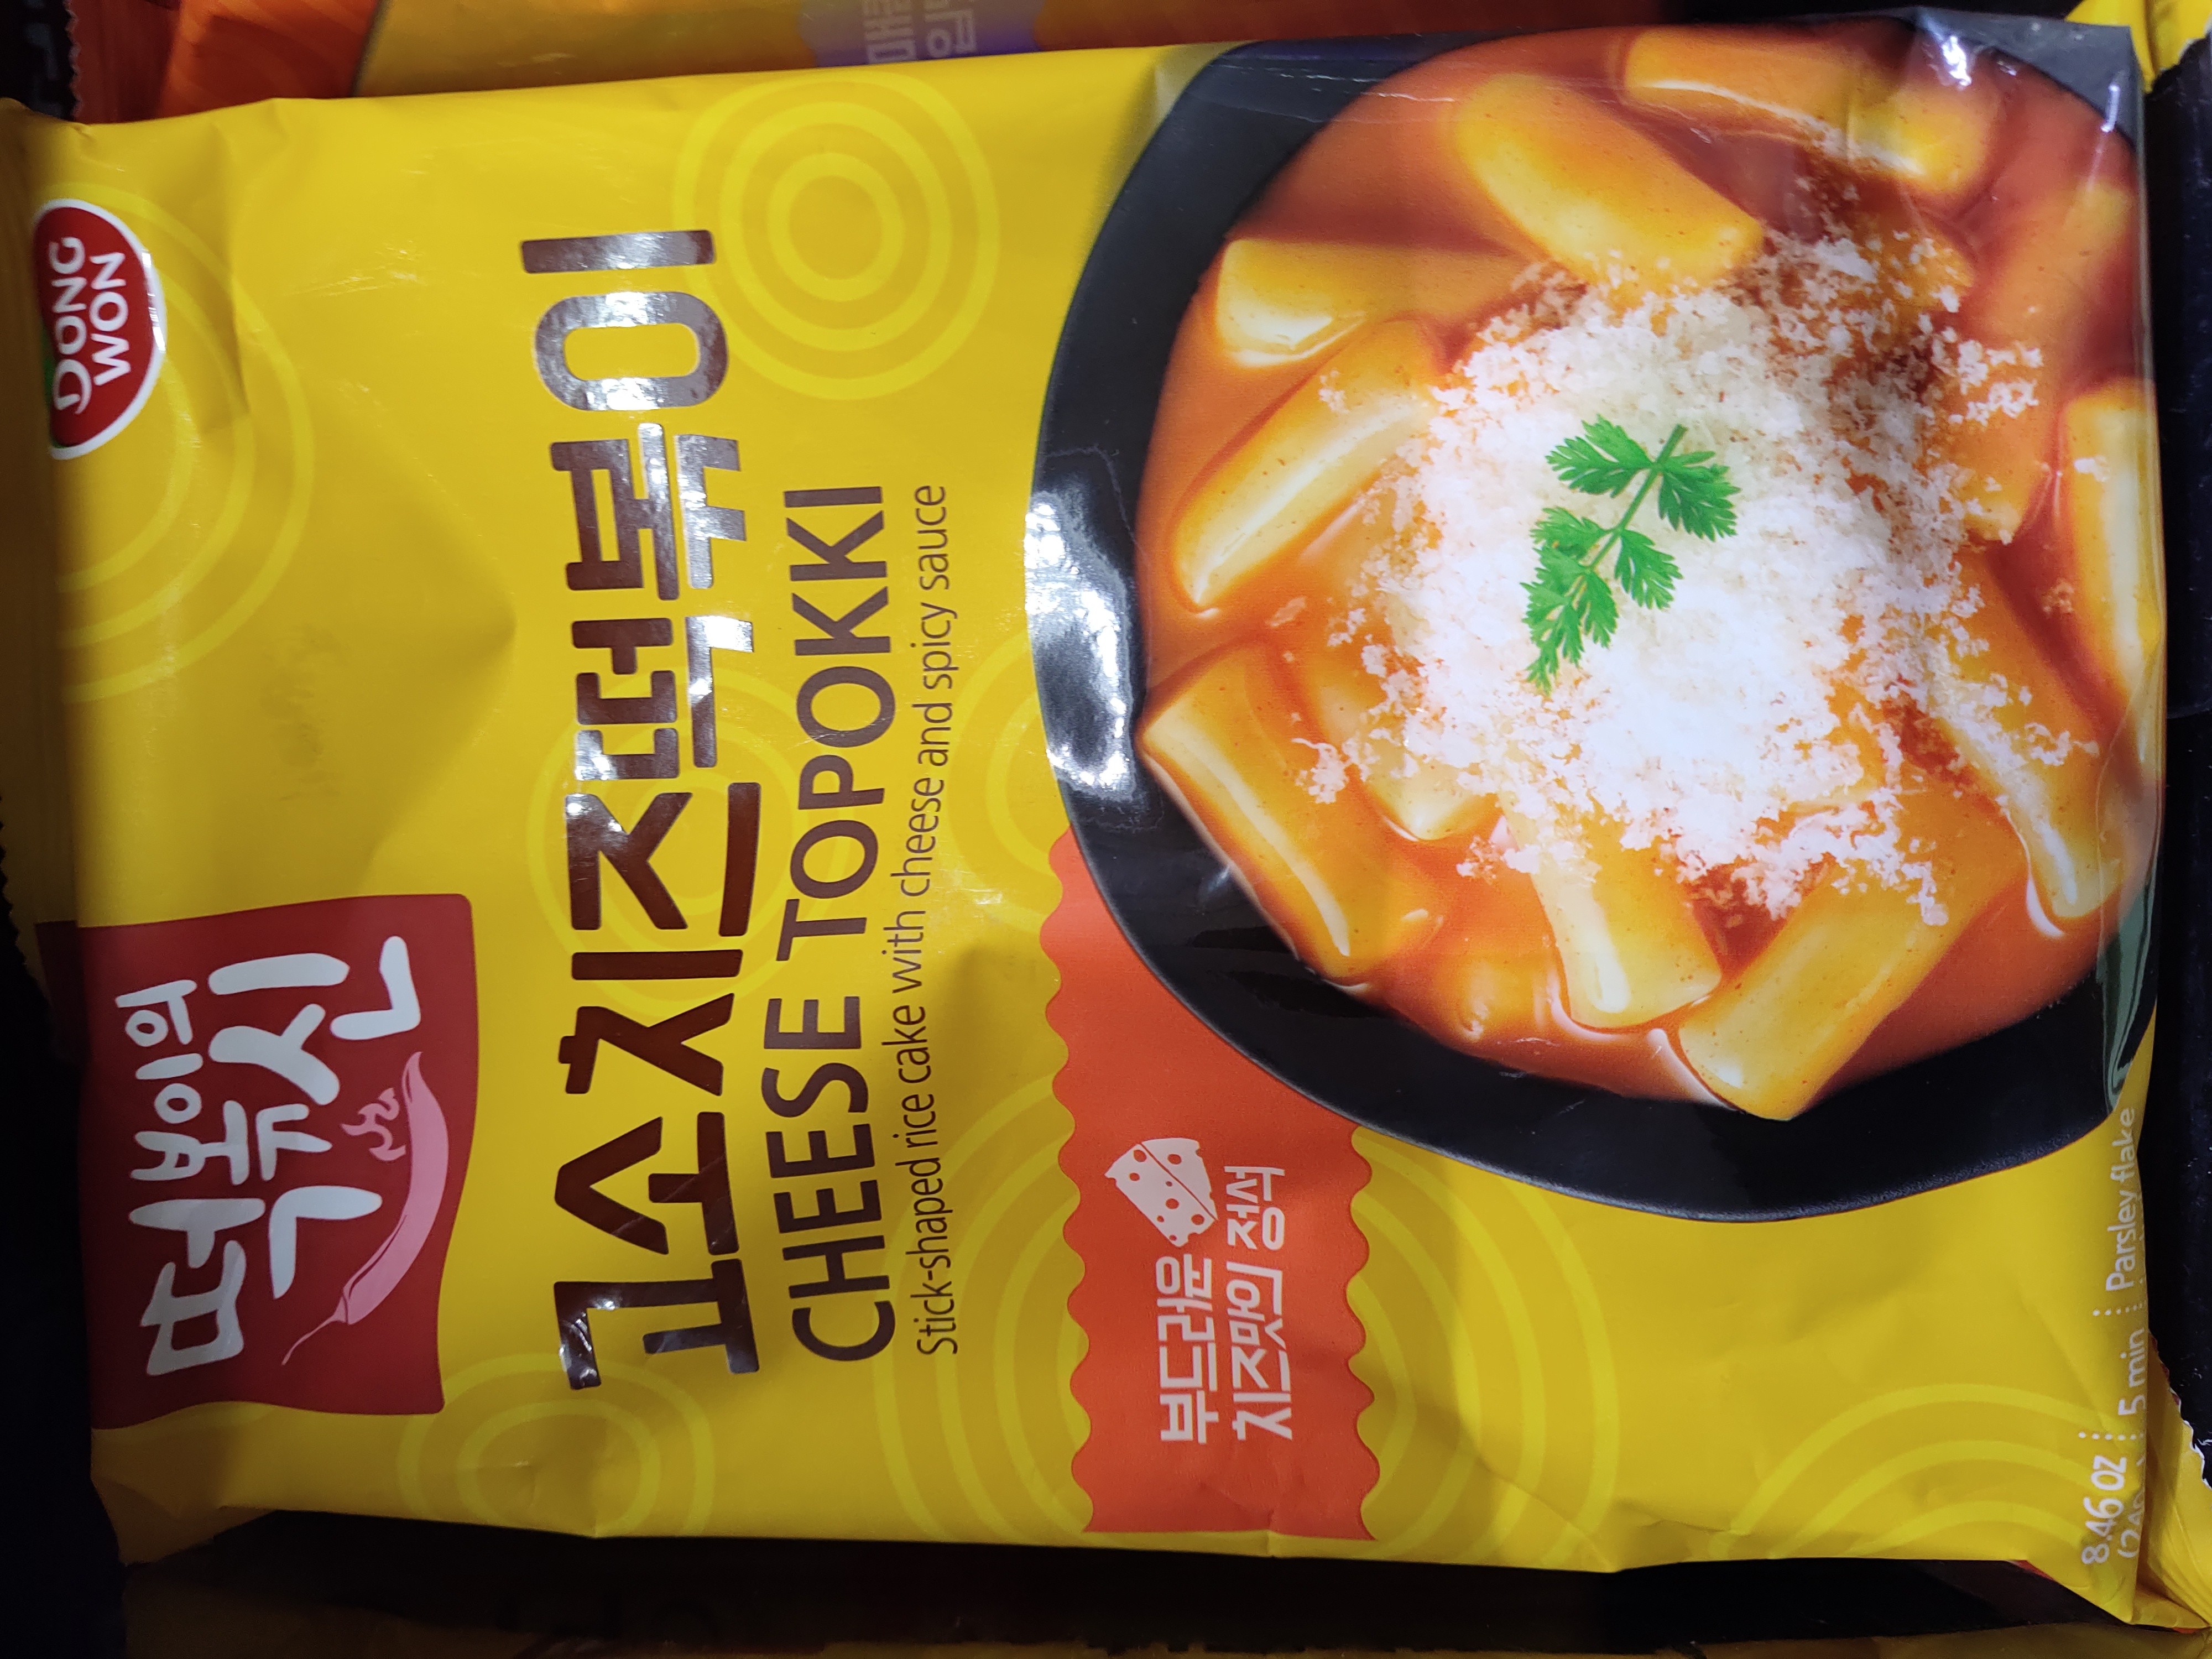 DONG
WON
떡볶이의
신
고소치즈떡볶이
CHEESE TOPOKKI
Stick-shaped rice cake with cheese and spicy sauce
부드러운
치즈맛의 정석
8.46 oz
5 min
Parsley flake